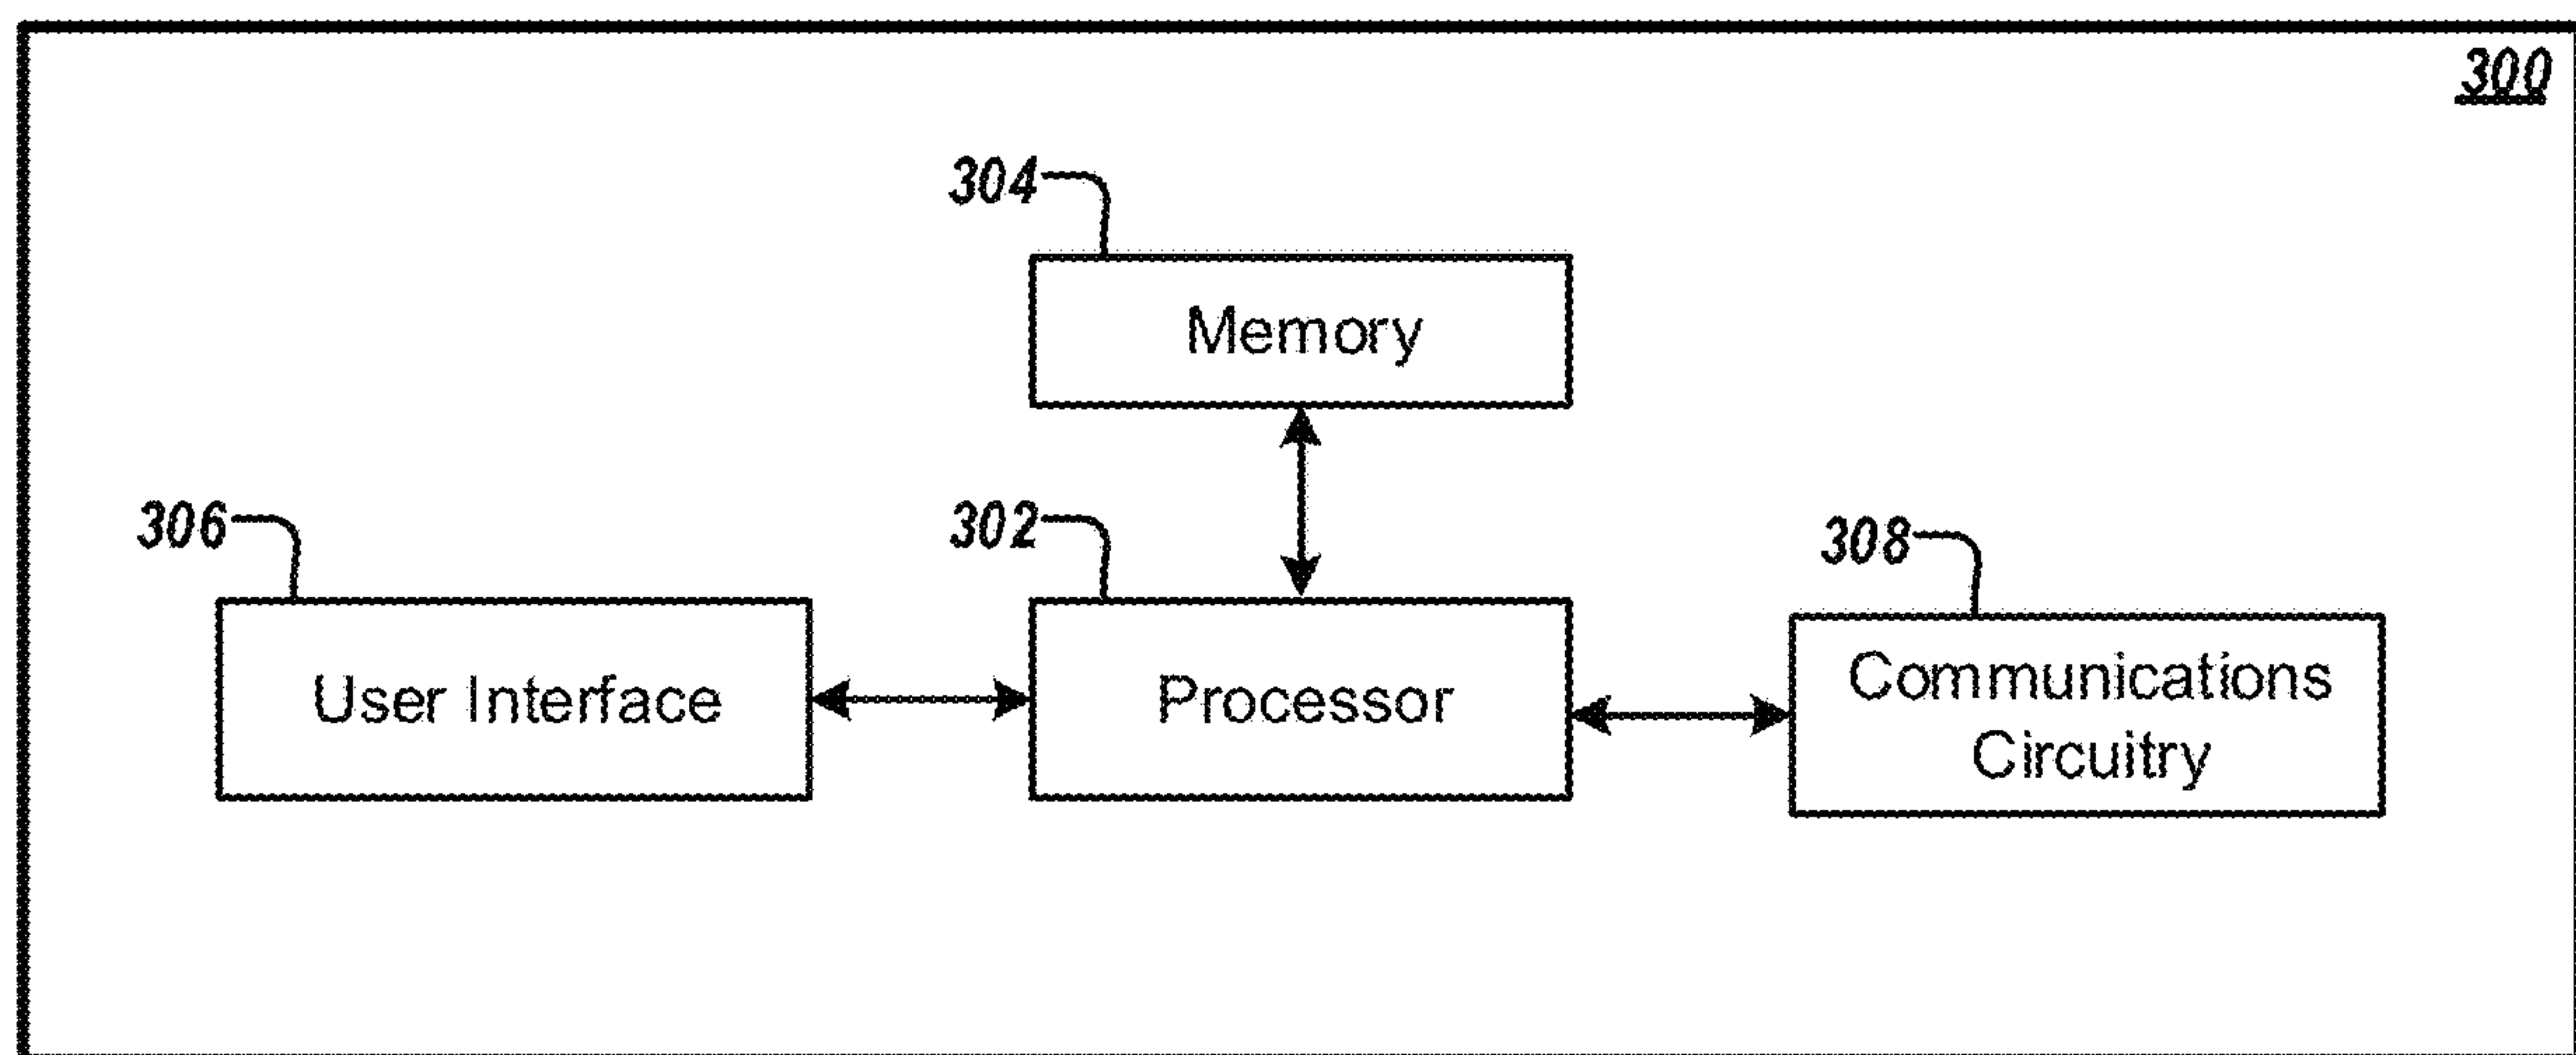 300
304
Memory
306
302
308
User Interface
Processor
Communications
Circuitry